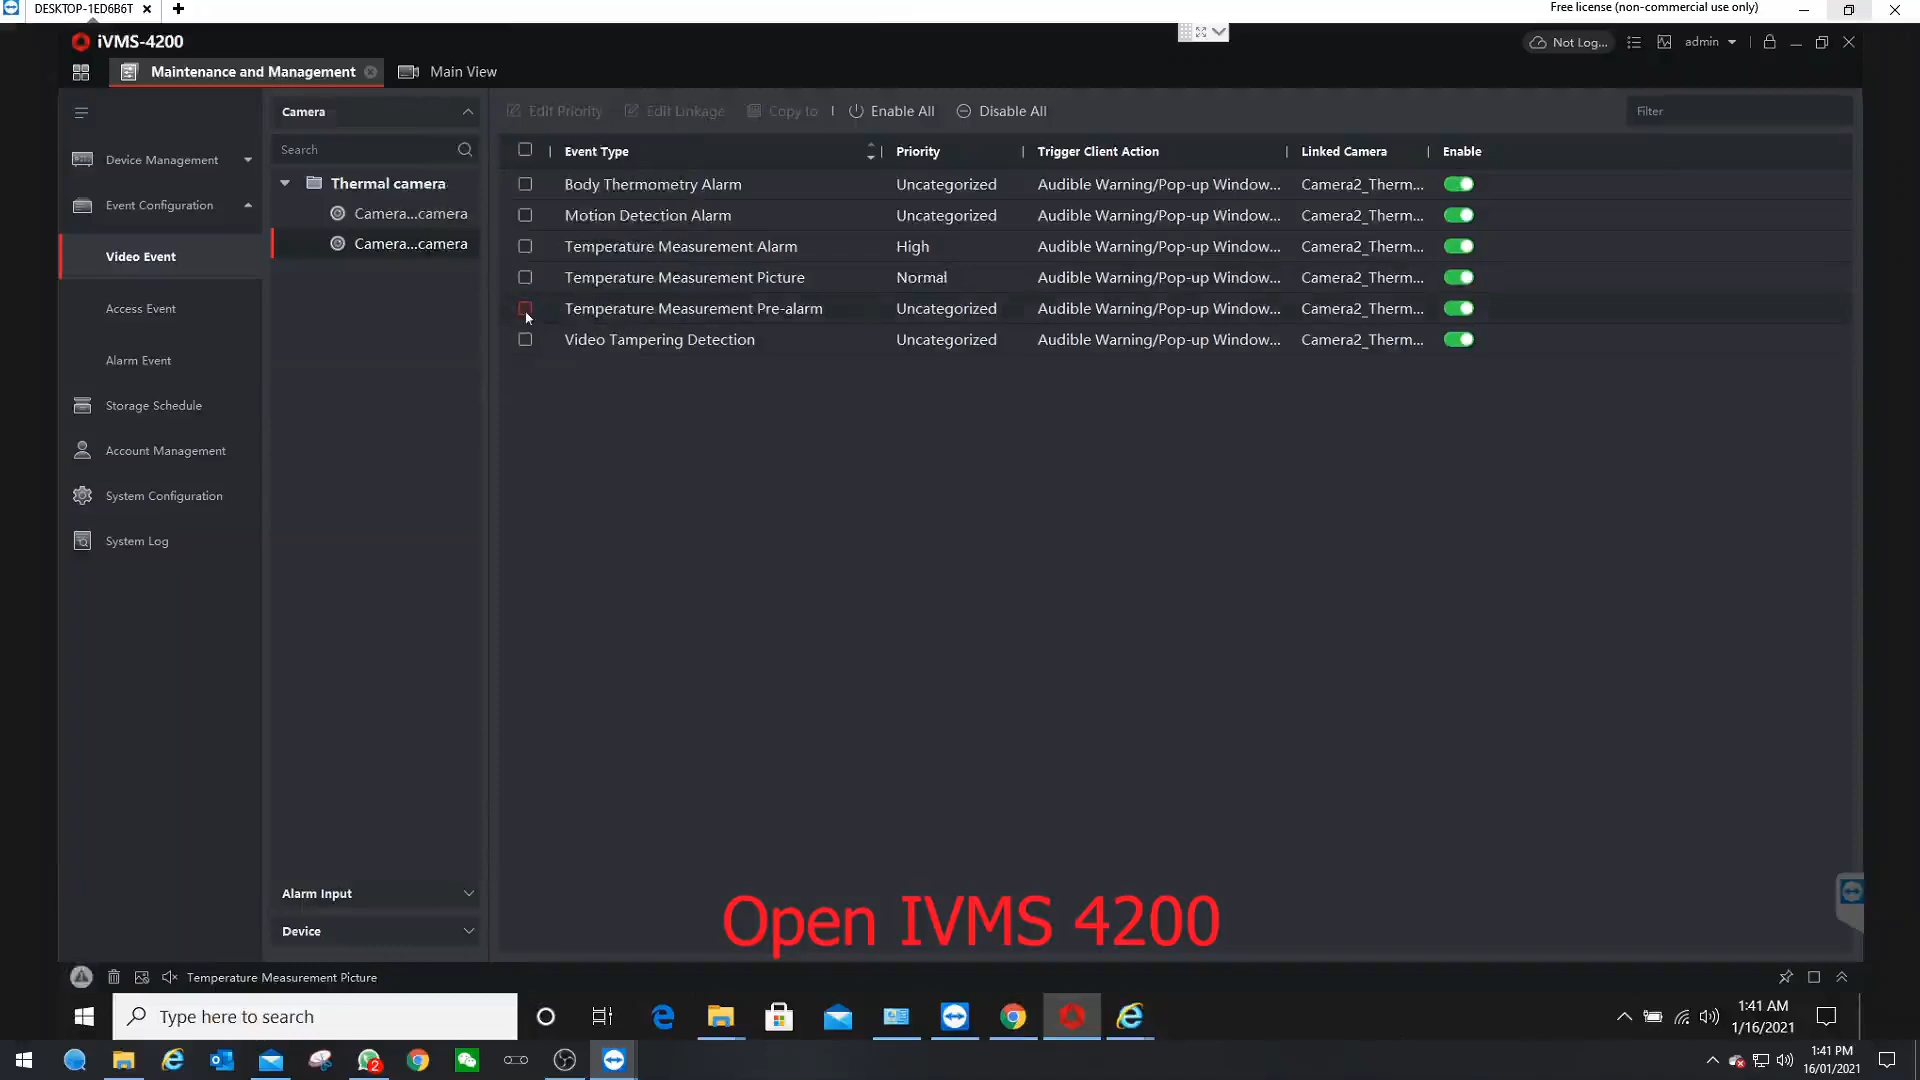 DESKTOP-1ED6B6T
Free license (non-commercial use only)
iVMS-4200
Not Log...
admin
Maintenance and Management
Main View
Camera
Edit Priority
Edit Linkage
Copy to
Enable All
Disable All
Filter
Search
Event Type
Priority
Trigger Client Action
Linked Camera
Enable
Device Management
Thermal camera
Body Thermometry Alarm
Uncategorized
Audible Warning/Pop-up Window...
Camera2_Therm...
Event Configuration
Camera...camera
Motion Detection Alarm
Uncategorized
Audible Warning/Pop-up Window...
Camera2_Therm...
Video Event
Camera...camera
Temperature Measurement Alarm
High
Audible Warning/Pop-up Window...
Camera2_Therm...
Temperature Measurement Picture
Normal
Audible Warning/Pop-up Window...
Camera2_Therm...
Access Event
Temperature Measurement Pre-alarm
Uncategorized
Audible Warning/Pop-up Window...
Camera2_Therm...
Video Tampering Detection
Uncategorized
Audible Warning/Pop-up Window...
Camera2_Therm...
Alarm Event
Storage Schedule
Account Management
System Configuration
System Log
Alarm Input
Device
Open IVMS 4200
Temperature Measurement Picture
Type here to search
1:41 AM
1/16/2021
2
1:41 PM
16/01/2021